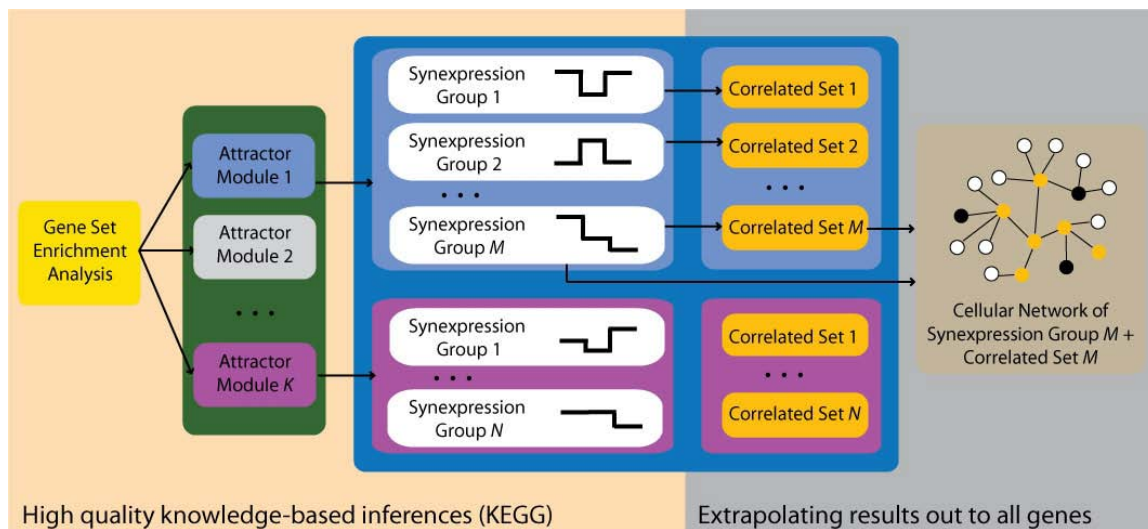 Gene Set
Enrichment
Analysis
Attractor
Module 1
Attractor
Module 2
. . .
Attractor
Module K
Synexpression
Group 1
Synexpression
Group 2
. . .
Synexpression
Group M
Synexpression
Group 1
. . .
Synexpression
Group N
Correlated Set 1
Correlated Set 2
. . .
Correlated Set M
Correlated Set 1
. . .
Correlated Set N
Cellular Network of
Synexpression Group M +
Correlated Set M
High quality knowledge-based inferences (KEGG)
Extrapolating results out to all genes